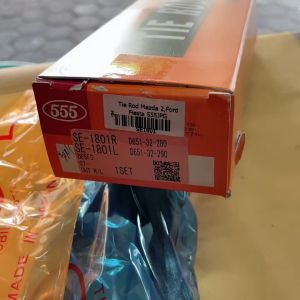 TIE ROD
555
Tie Rod Mazda 2,Ford
Fiesta 555JPG
SE-1801R D651-32-280
SE-1801L D651-32-290
1SET
MADE IN